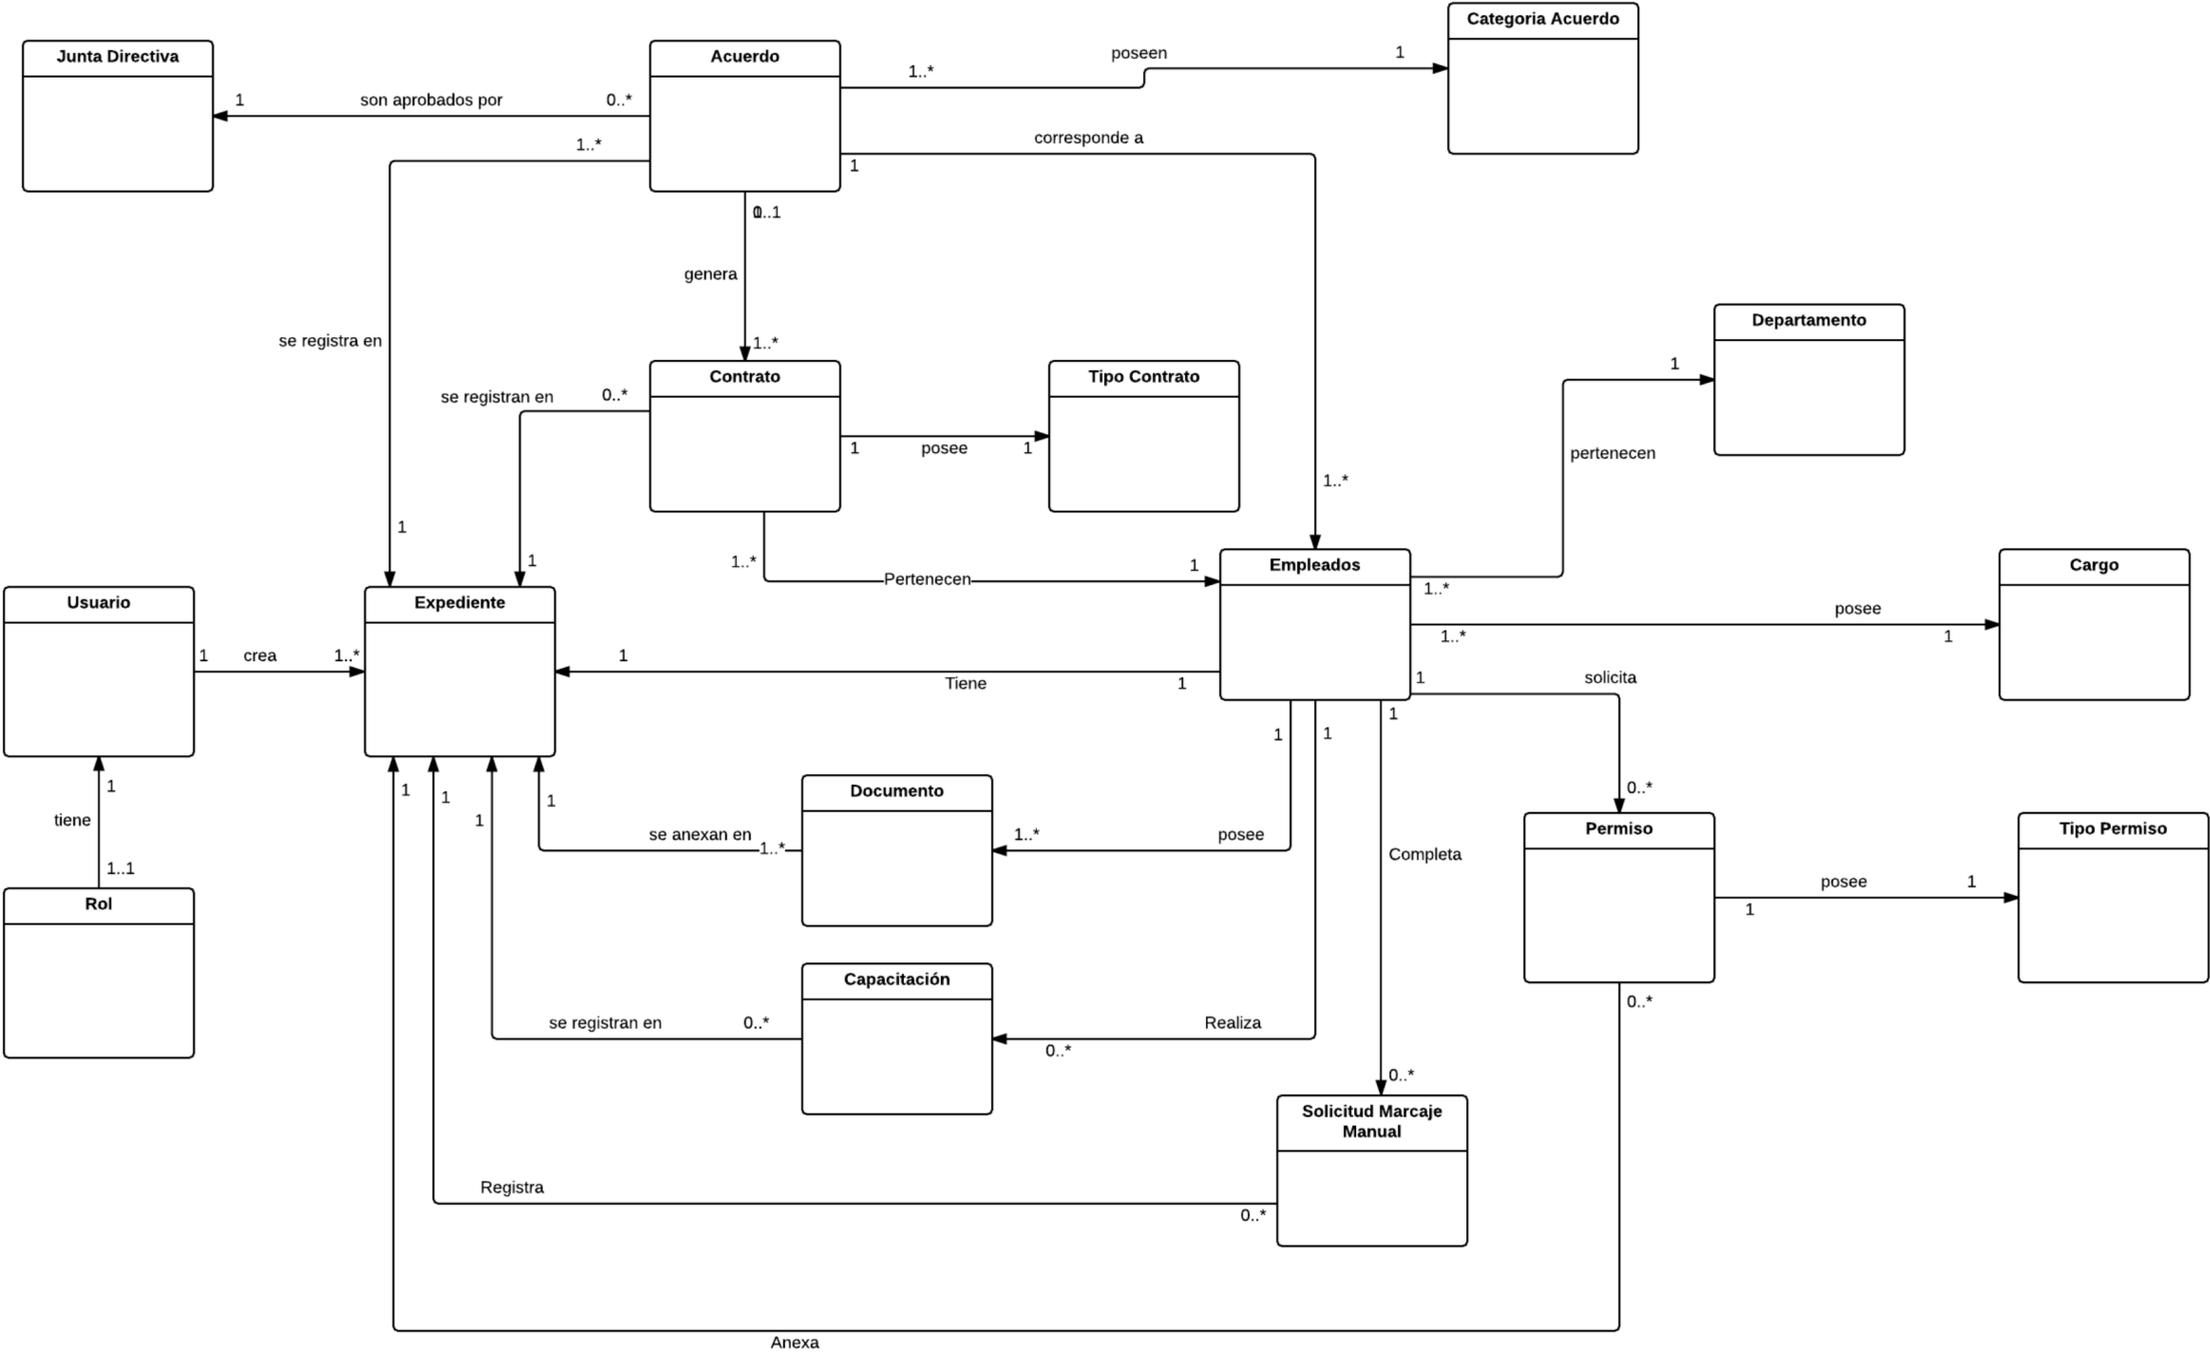 Categoria Acuerdo
Junta Directiva
Acuerdo
poseen
1
1..*
1
son aprobados por
0..*
1..*
corresponde a
1
0..1
genera
se registra en
1..*
Departamento
1
Contrato
Tipo Contrato
se registran en
0..*
1
posee
1
pertenecen
1..*
1
1
1..*
Pertenecen
1
Empleados
1..*
Cargo
Usuario
Expediente
posee
1..*
1
1
crea
1..*
1
Tiene
1
1
solicita
1
1
1
1
tiene
1..1
1
1
1
1
Documento
se anexan en
1..*
1..*
posee
Completa
0..*
Permiso
Tipo Permiso
posee
1
1
Rol
Capacitación
se registran en
0..*
Realiza
0..*
0..*
0..*
Solicitud Marcaje
Manual
Registra
0..*
Anexa